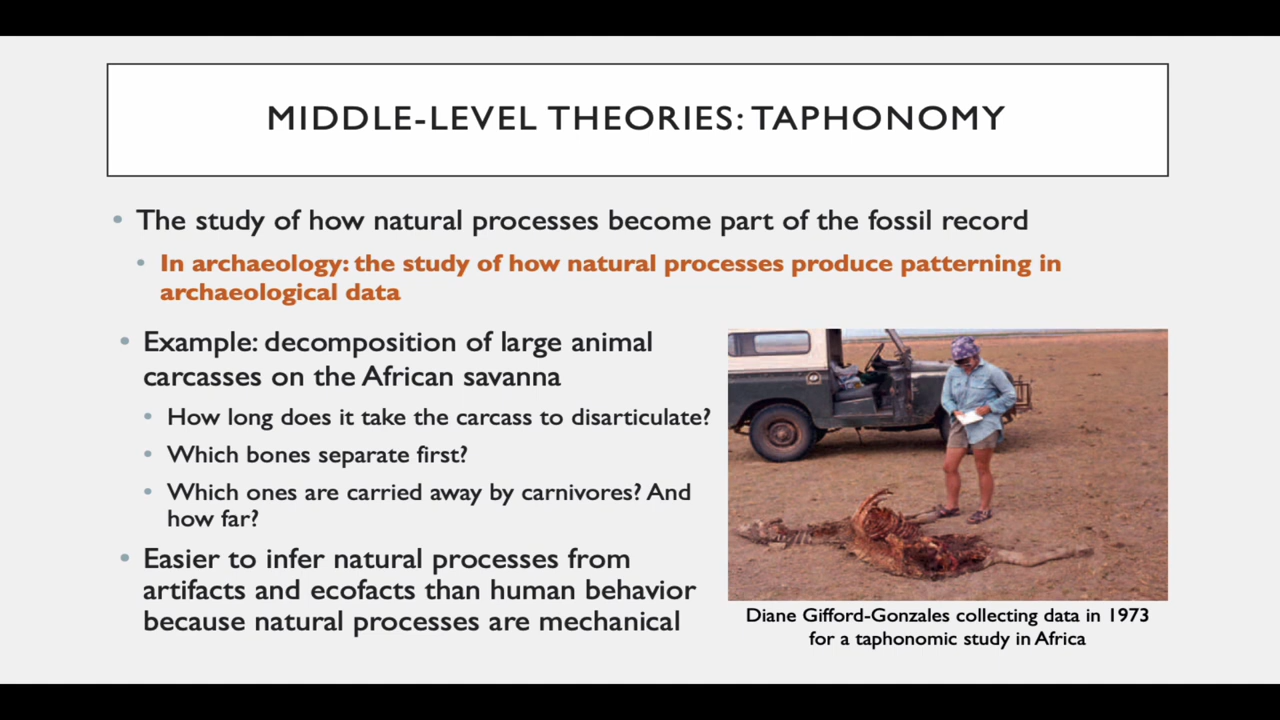 MIDDLE-LEVEL THEORIES: TAPHONOMY
• The study of how natural processes become part of the fossil record
• In archaeology: the study of how natural processes produce patterning in
archaeological data
• Example: decomposition of large animal
carcasses on the African savanna
• How long does it take the carcass to disarticulate?
• Which bones separate first?
• Which ones are carried away by carnivores? And
how far?
• Easier to infer natural processes from
artifacts and ecofacts than human behavior
because natural processes are mechanical
Diane Gifford-Gonzales collecting data in 1973
for a taphonomic study in Africa